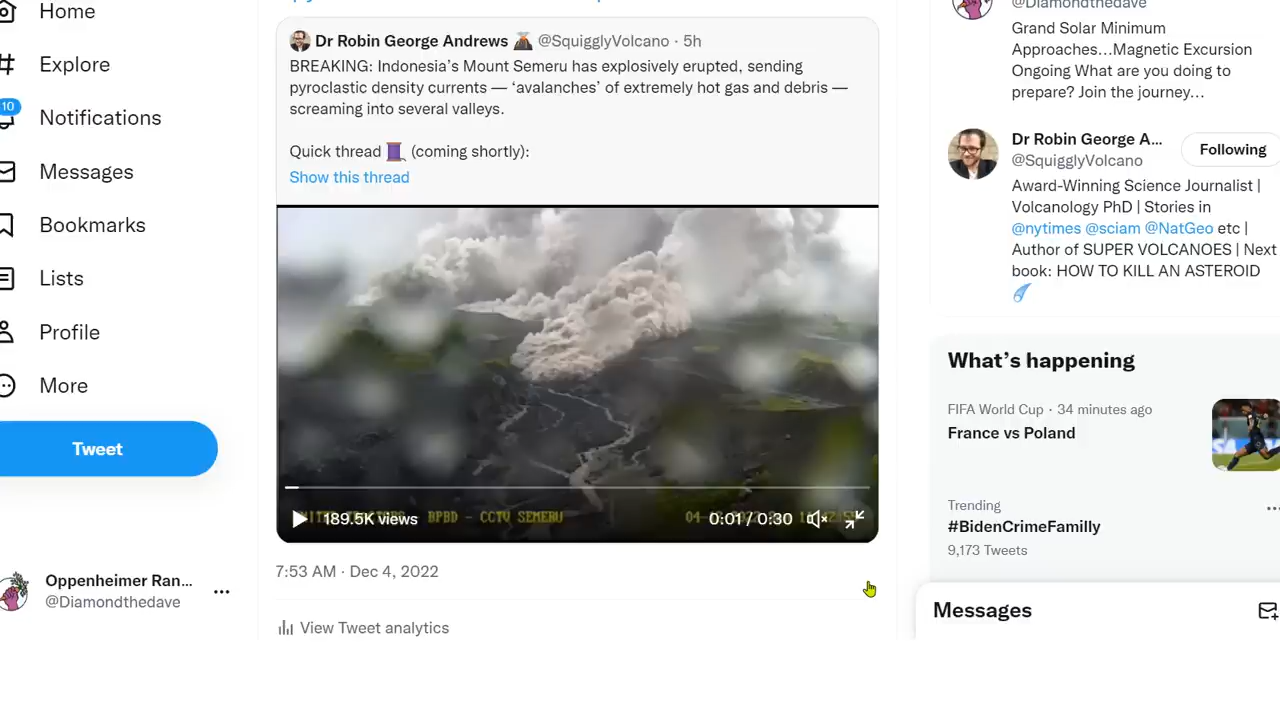 Home
Explore
10
Notifications
Messages
Bookmarks
Lists
Profile
More
Tweet
Oppenheimer Ran...
@Diamondthedave
Dr Robin George Andrews 🌋 @SquigglyVolcano · 5h
BREAKING: Indonesia's Mount Semeru has explosively erupted, sending
pyroclastic density currents — 'avalanches' of extremely hot gas and debris —
screaming into several valleys.
Quick thread 🧵 (coming shortly):
Show this thread
189.5K views
BPBD - CCTV SEMERU
0:01 / 0:30
7:53 AM · Dec 4, 2022
View Tweet analytics
@Diamondthedave
Grand Solar Minimum
Approaches...Magnetic Excursion
Ongoing What are you doing to
prepare? Join the journey...
Dr Robin George A...
Following
@SquigglyVolcano
Award-Winning Science Journalist |
Volcanology PhD | Stories in
@nytimes @sciam @NatGeo etc |
Author of SUPER VOLCANOES | Next
book: HOW TO KILL AN ASTEROID
☄️
What's happening
FIFA World Cup · 34 minutes ago
France vs Poland
Trending
#BidenCrimeFamilly
9,173 Tweets
Messages